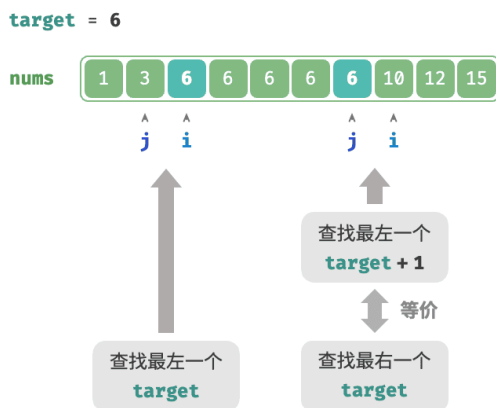 target = 6
nums 1 3 6 6 6 6 6 10 12 15
j i j i
查找最左一个
target + 1
等价
查找最左一个
target
查找最右一个
target